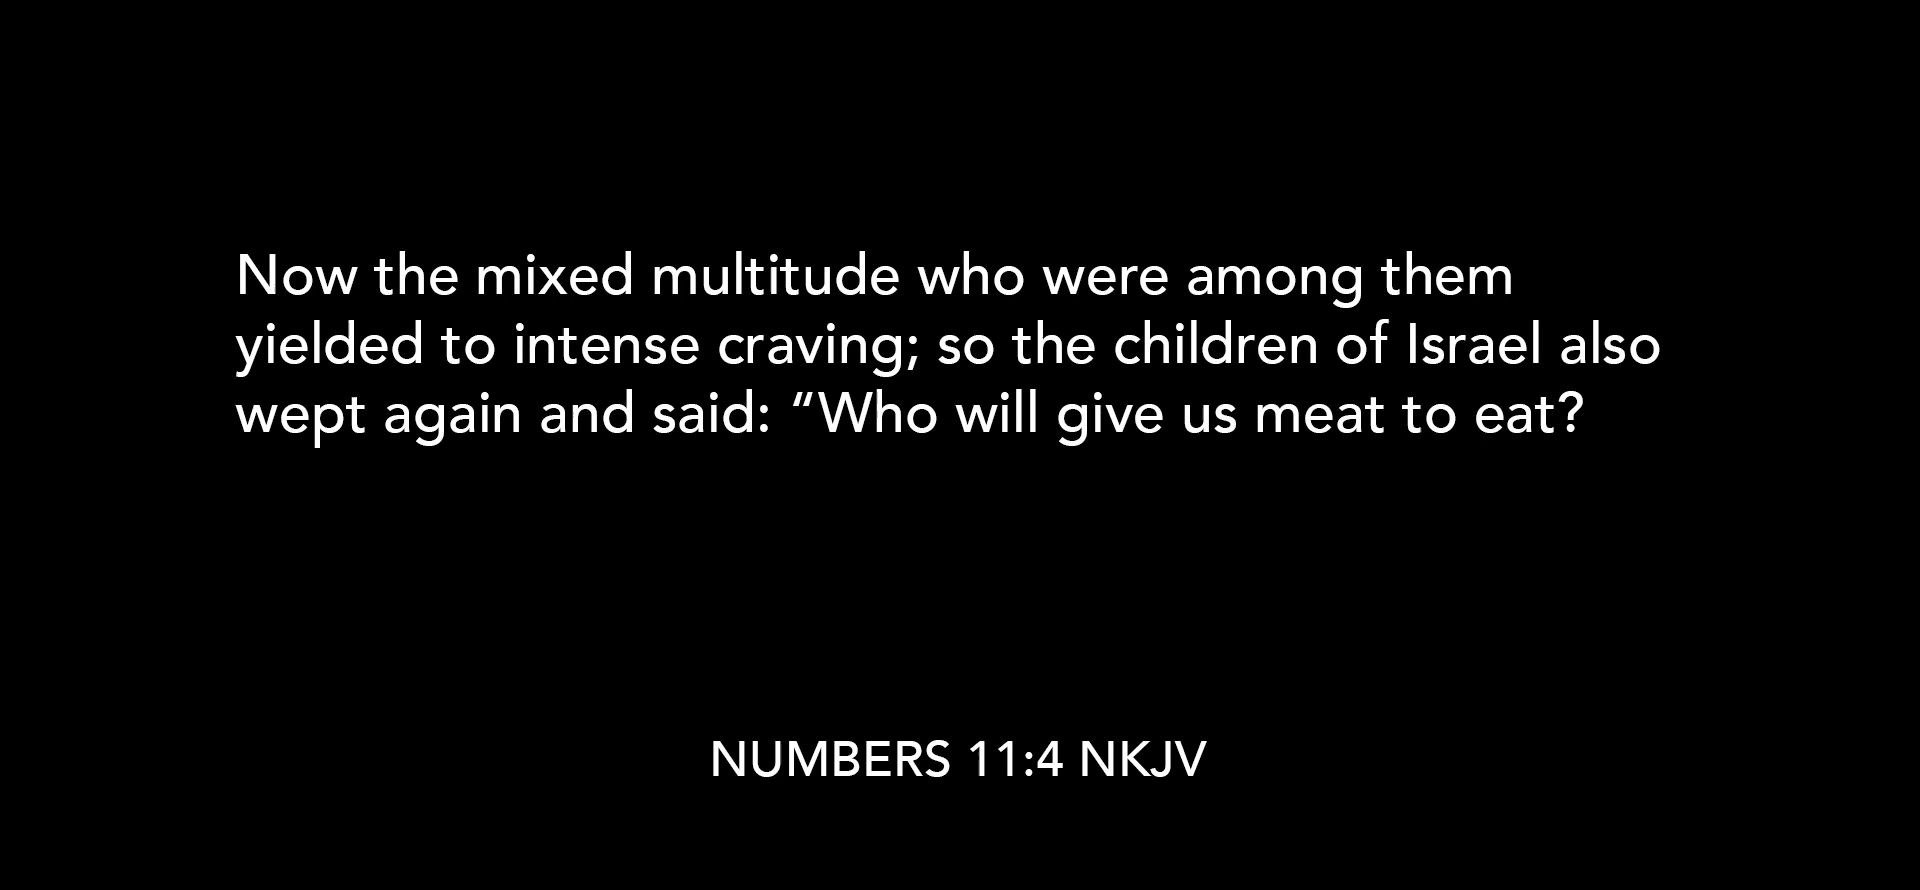 Now the mixed multitude who were among them
yielded to intense craving; so the children of Israel also
wept again and said: “Who will give us meat to eat?
NUMBERS 11:4 NKJV